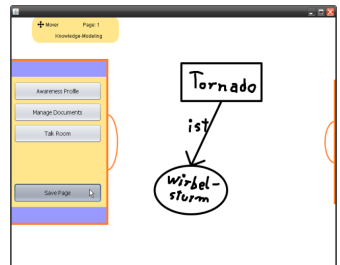 Mover Page: 1
Knowledge-Modeling
Awareness Profile
Manage Documents
Talk Room
Save Page
Tornado
ist
Wirbel-
sturm